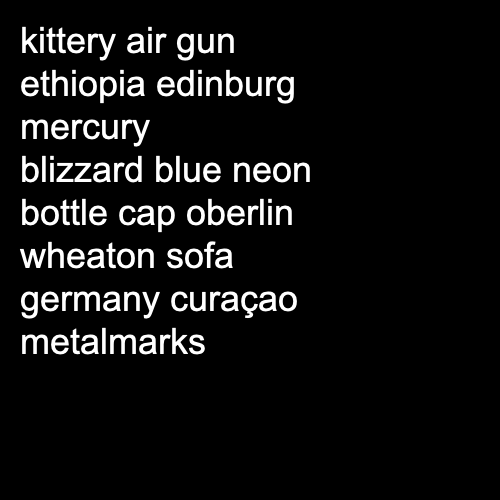 kittery air gun
ethiopia edinburg
mercury
blizzard blue neon
bottle cap oberlin
wheaton sofa
germany curaçao
metalmarks